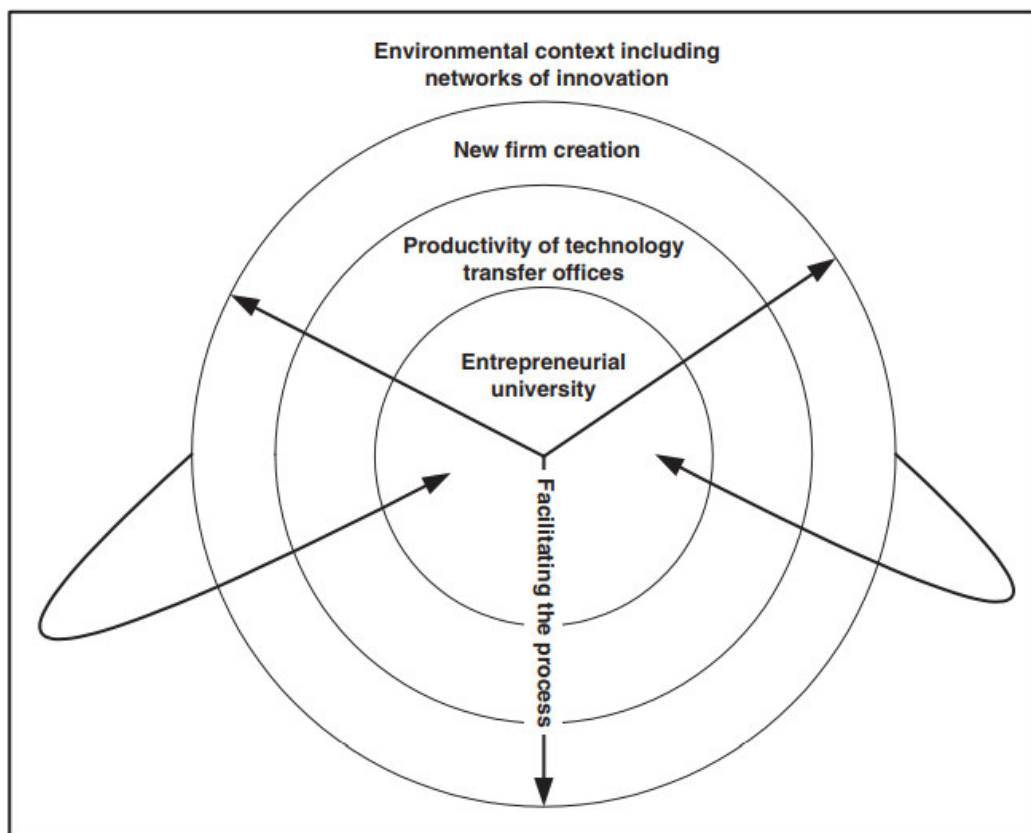 Environmental context including
networks of innovation
New firm creation
Productivity of technology
transfer offices
Entrepreneurial
university
Facilitating the process